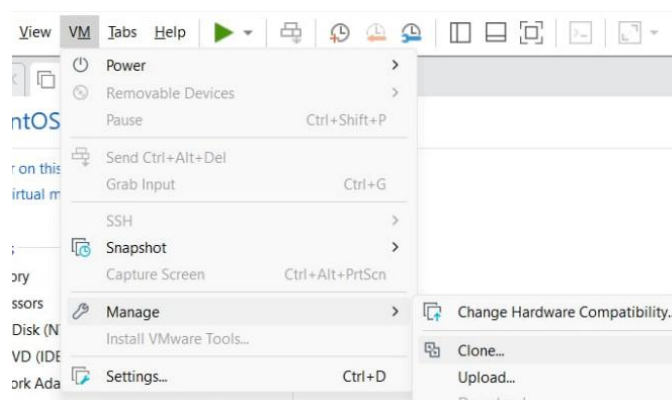 View VM Tabs Help
Power
Removable Devices
Pause Ctrl+Shift+P
ntOS
Send Ctrl+Alt+Del
r on this
Grab Input Ctrl+G
irtual m
SSH
Snapshot
ory
Capture Screen Ctrl+Alt+PrtScn
ssors
Manage
Change Hardware Compatibility...
Disk (N
Install VMware Tools...
VD (IDE
Clone...
ork Ada
Settings... Ctrl+D
Upload...